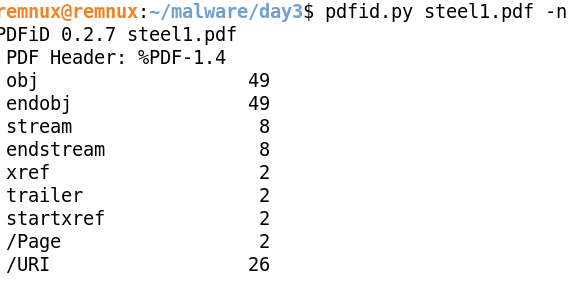 remnux@remnux:~/malware/day3$ pdfid.py steel1.pdf -n
PDFiD 0.2.7 steel1.pdf
PDF Header: %PDF-1.4
obj 49
endobj 49
stream 8
endstream 8
xref 2
trailer 2
startxref 2
/Page 2
/URI 26